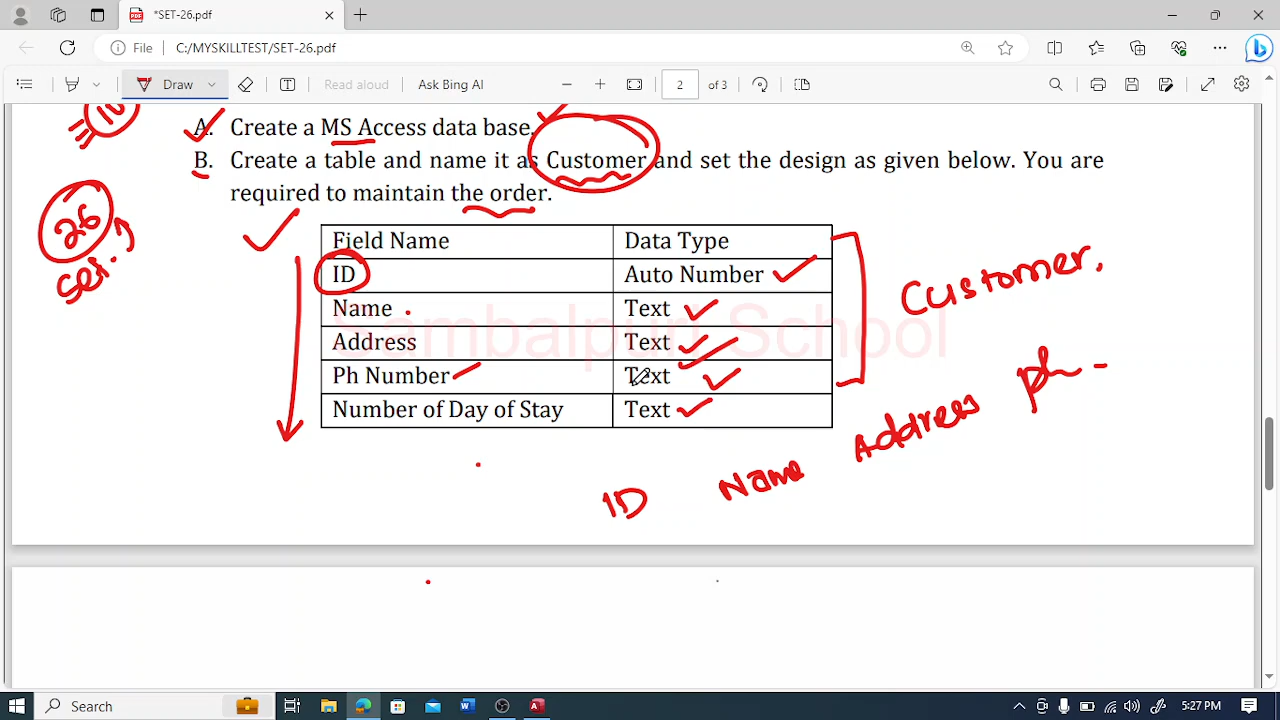 *SET-26.pdf
File C:/MYSKILLTEST/SET-26.pdf
Draw Read aloud Ask Bing AI 2 of 3
A. Create a MS Access data base.
B. Create a table and name it as Customer and set the design as given below. You are
required to maintain the order.
26
Set.
Field Name Data Type
ID Auto Number
Name Text
Address Text
Ph Number Text
Number of Day of Stay Text
Sambalpuri School
Customer,
ID Name Address ph -
Search
5:27 PM